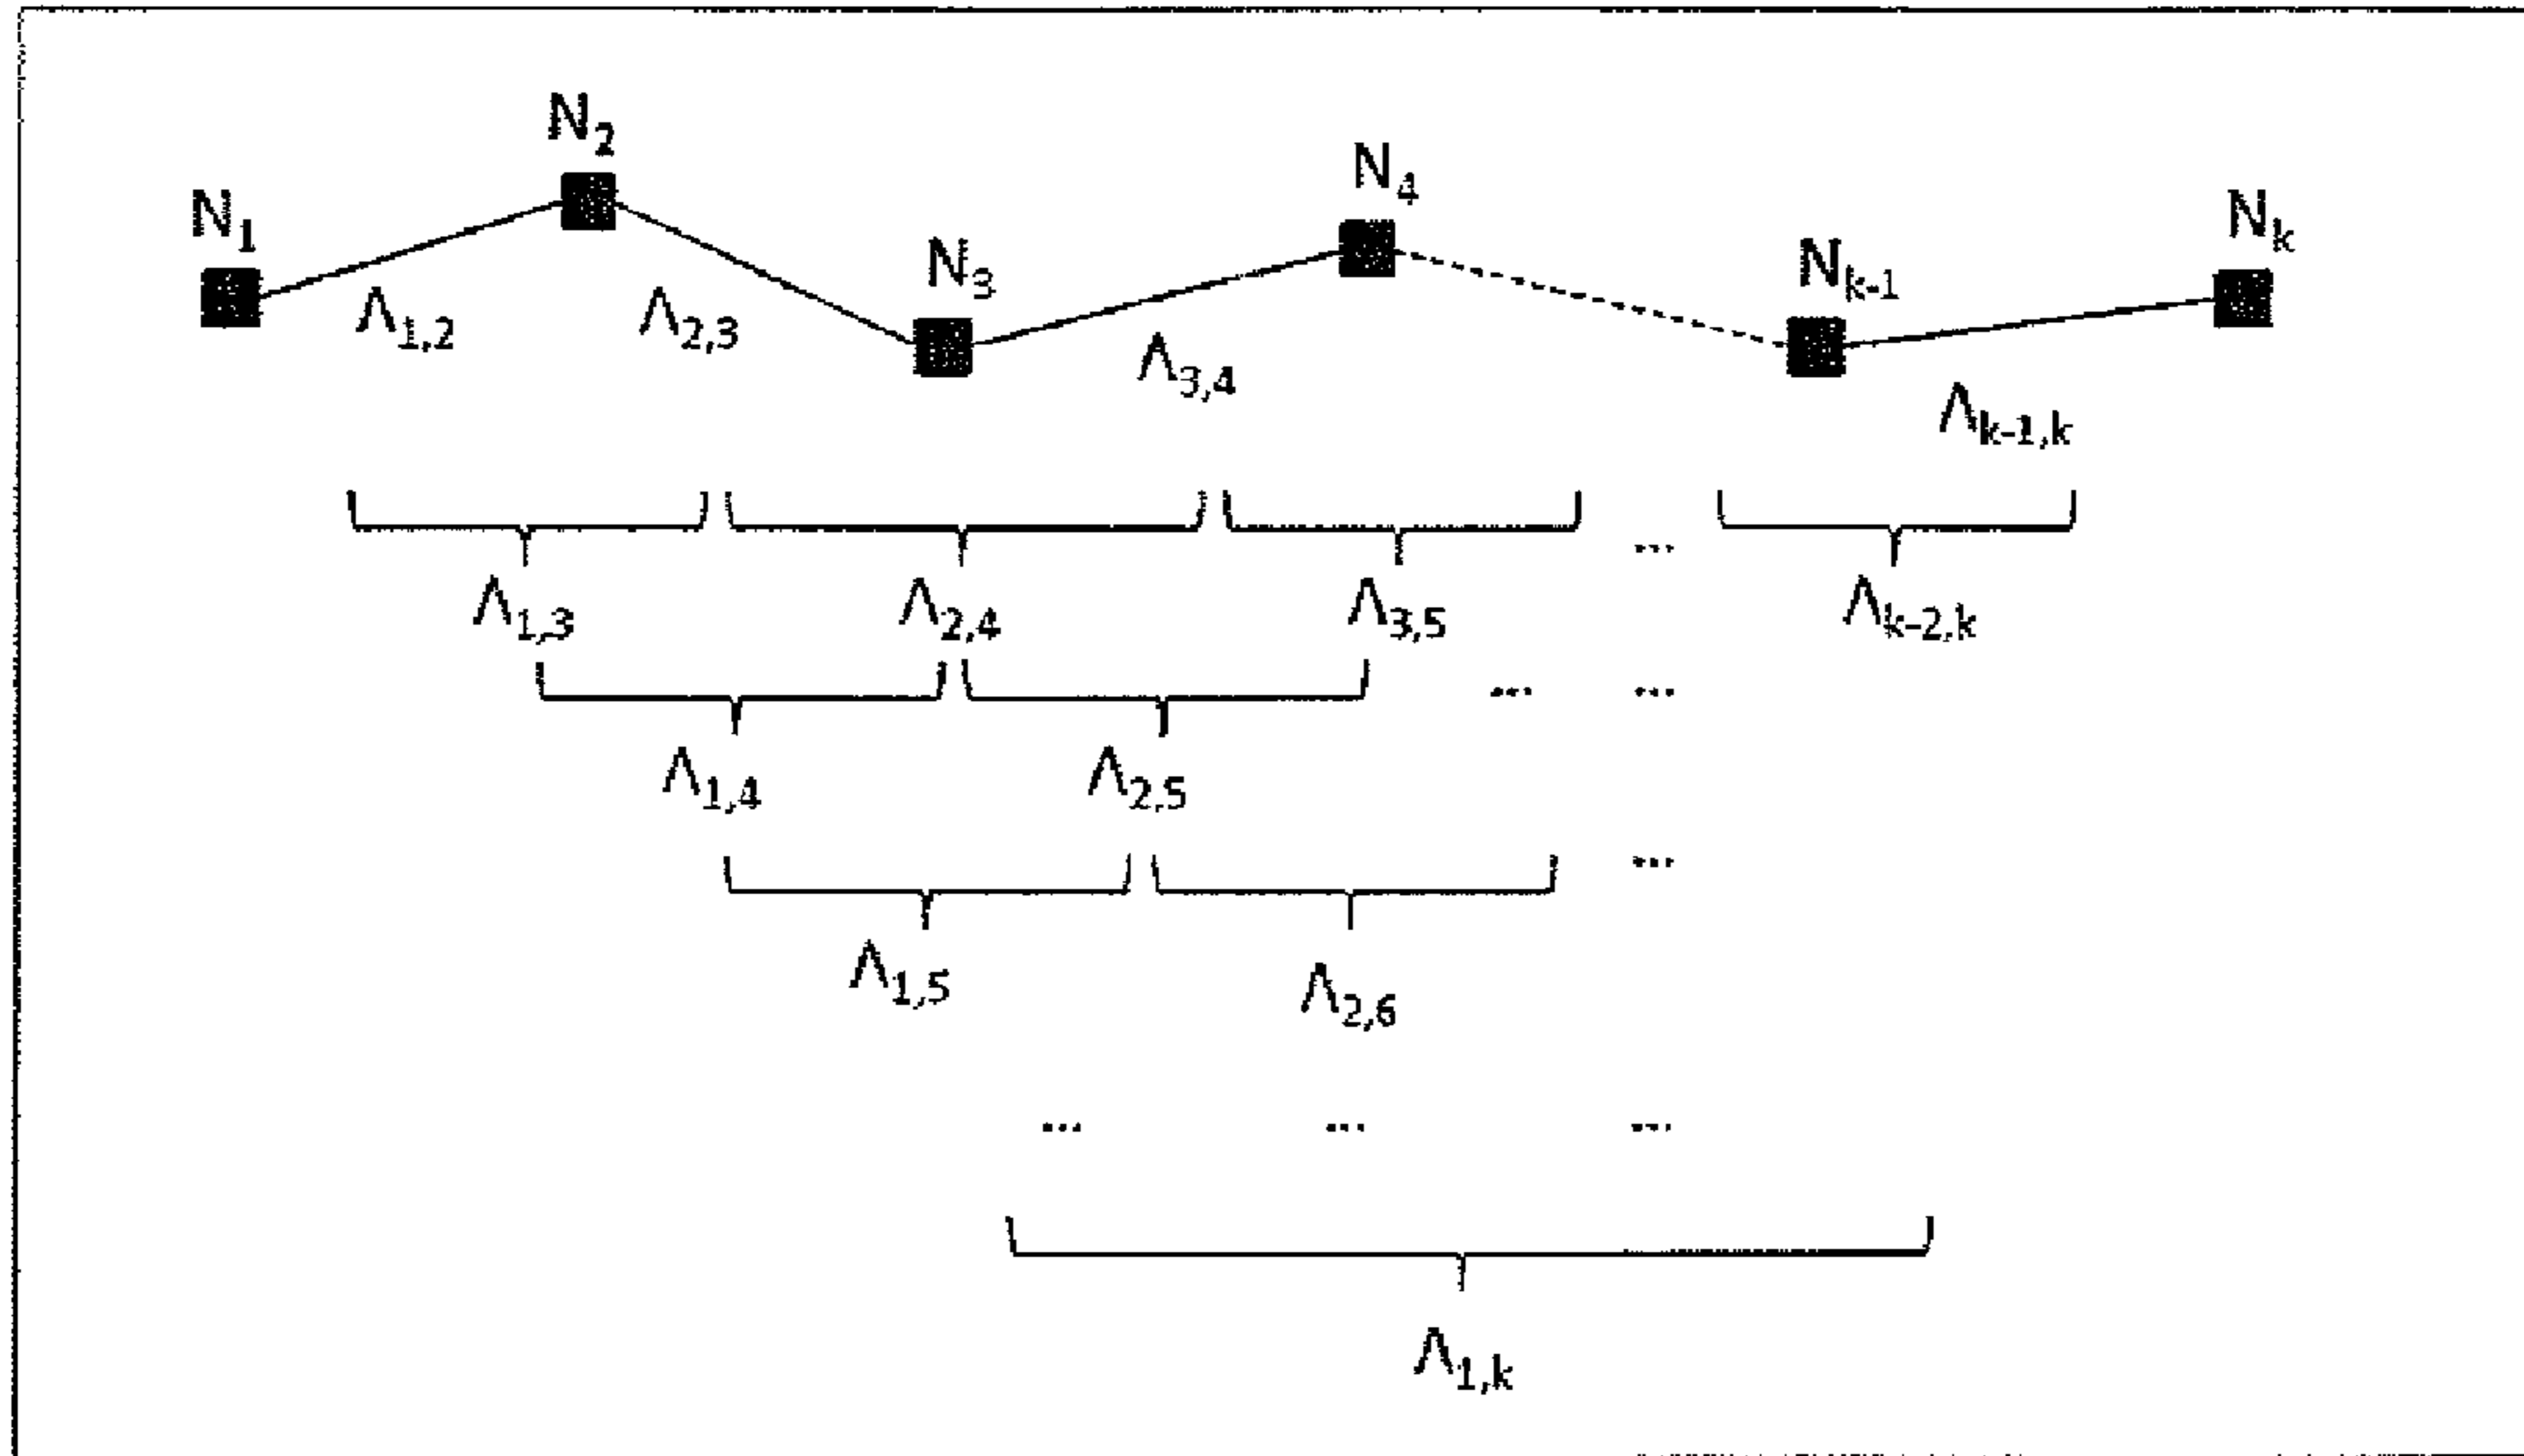 N₂
N₄
N₁
N₃
Nₖ₋₁
Nₖ
Λ₁,₂
Λ₂,₃
Λ₃,₄
Λₖ₋₁,ₖ
...
Λ₁,₃ Λ₂,₄ Λ₃,₅ Λₖ₋₂,ₖ
... ...
Λ₁,₄ Λ₂,₅
...
Λ₁,₅ Λ₂,₆
... ... ...
Λ₁,ₖ